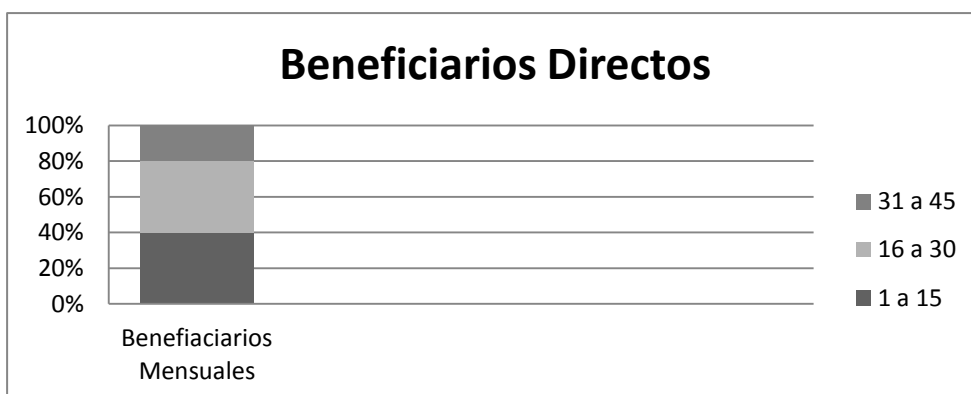 Beneficiarios Directos
100%
80%
60%
40%
20%
0%
Benefiaciarios
Mensuales
31 a 45
16 a 30
1 a 15